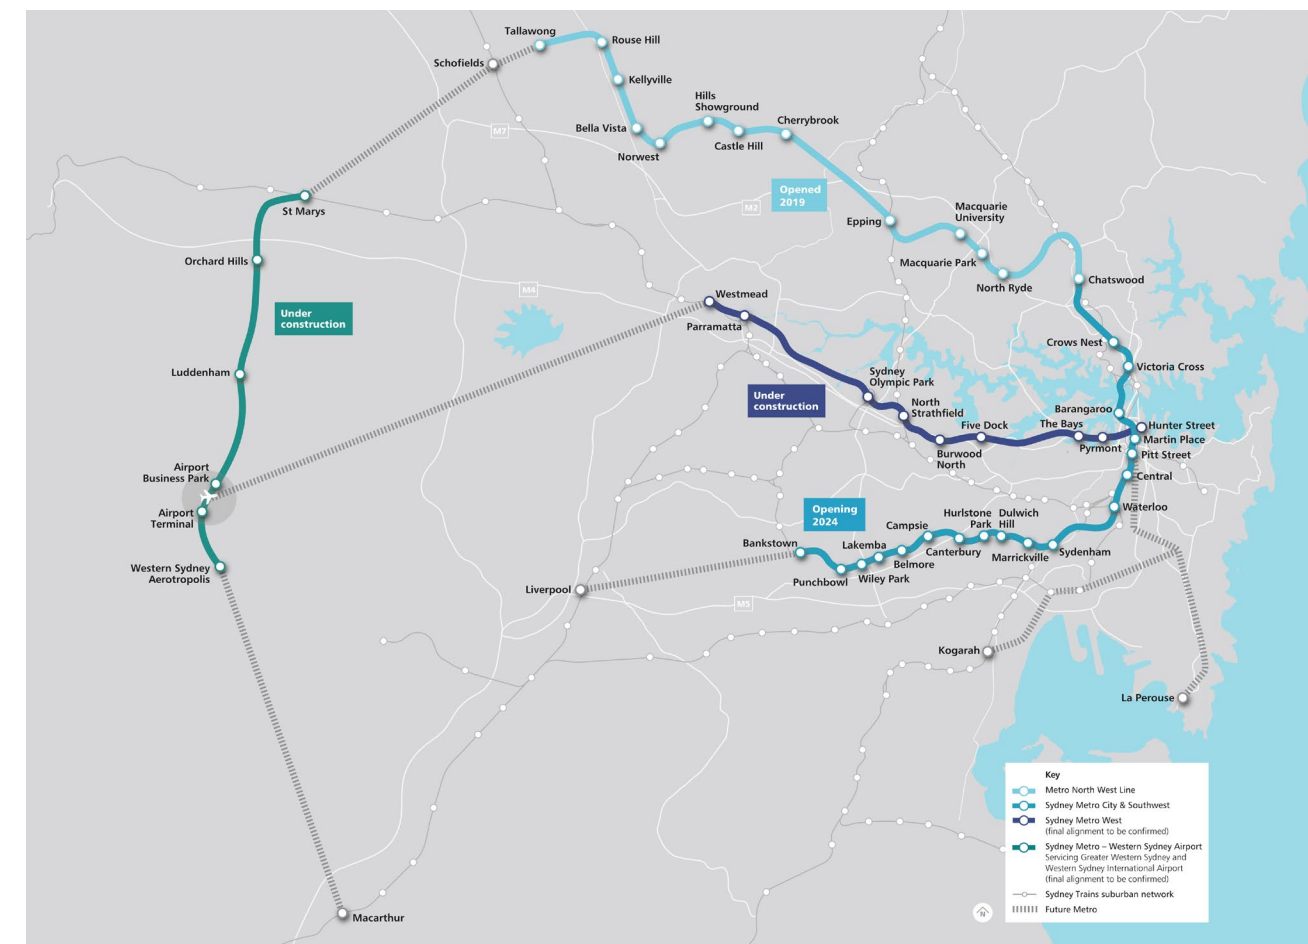 Tallawong
Rouse Hill
Schofields
Kellyville
Hills
Showground
Cherrybrook
Bella Vista
M7
Castle Hill
Norwest
Opened
2019
St Marys
M2
Macquarie
University
Epping
Orchard Hills
Macquarie Park
North Ryde
Chatswood
M4
Westmead
Parramatta
Under
construction
Crows Nest
Victoria Cross
Luddenham
Sydney
Olympic Park
Under
construction
North
Strathfield
Barangaroo
Five Dock
The Bays
Hunter Street
Martin Place
Pyrmont
Pitt Street
Burwood
North
Airport
Business Park
Central
Airport
Terminal
Opening
2024
Waterloo
Hurlstone
Park
Dulwich
Hill
Campsie
Bankstown
Lakemba
Canterbury
Marrickville
Sydenham
Belmore
Western Sydney
Aerotropolis
Punchbowl
Wiley Park
Liverpool
M5
Kogarah
La Perouse
Macarthur
Key
Metro North West Line
Sydney Metro City & Southwest
Sydney Metro West
(final alignment to be confirmed)
Sydney Metro – Western Sydney Airport
Servicing Greater Western Sydney and
Western Sydney International Airport
(final alignment to be confirmed)
Sydney Trains suburban network
Future Metro
N